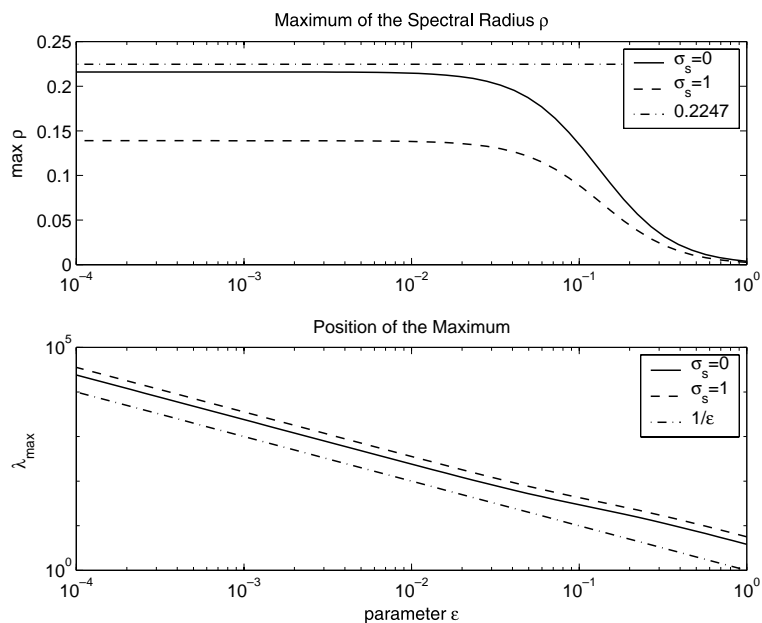 Maximum of the Spectral Radius ρ
0.25
0.2
0.15
0.1
0.05
0
max ρ
σs=0
σs=1
0.2247
10^-4
10^-3
10^-2
10^-1
10^0
Position of the Maximum
10^5
10^0
λmax
σs=0
σs=1
1/ε
10^-4
10^-3
10^-2
10^-1
10^0
parameter ε